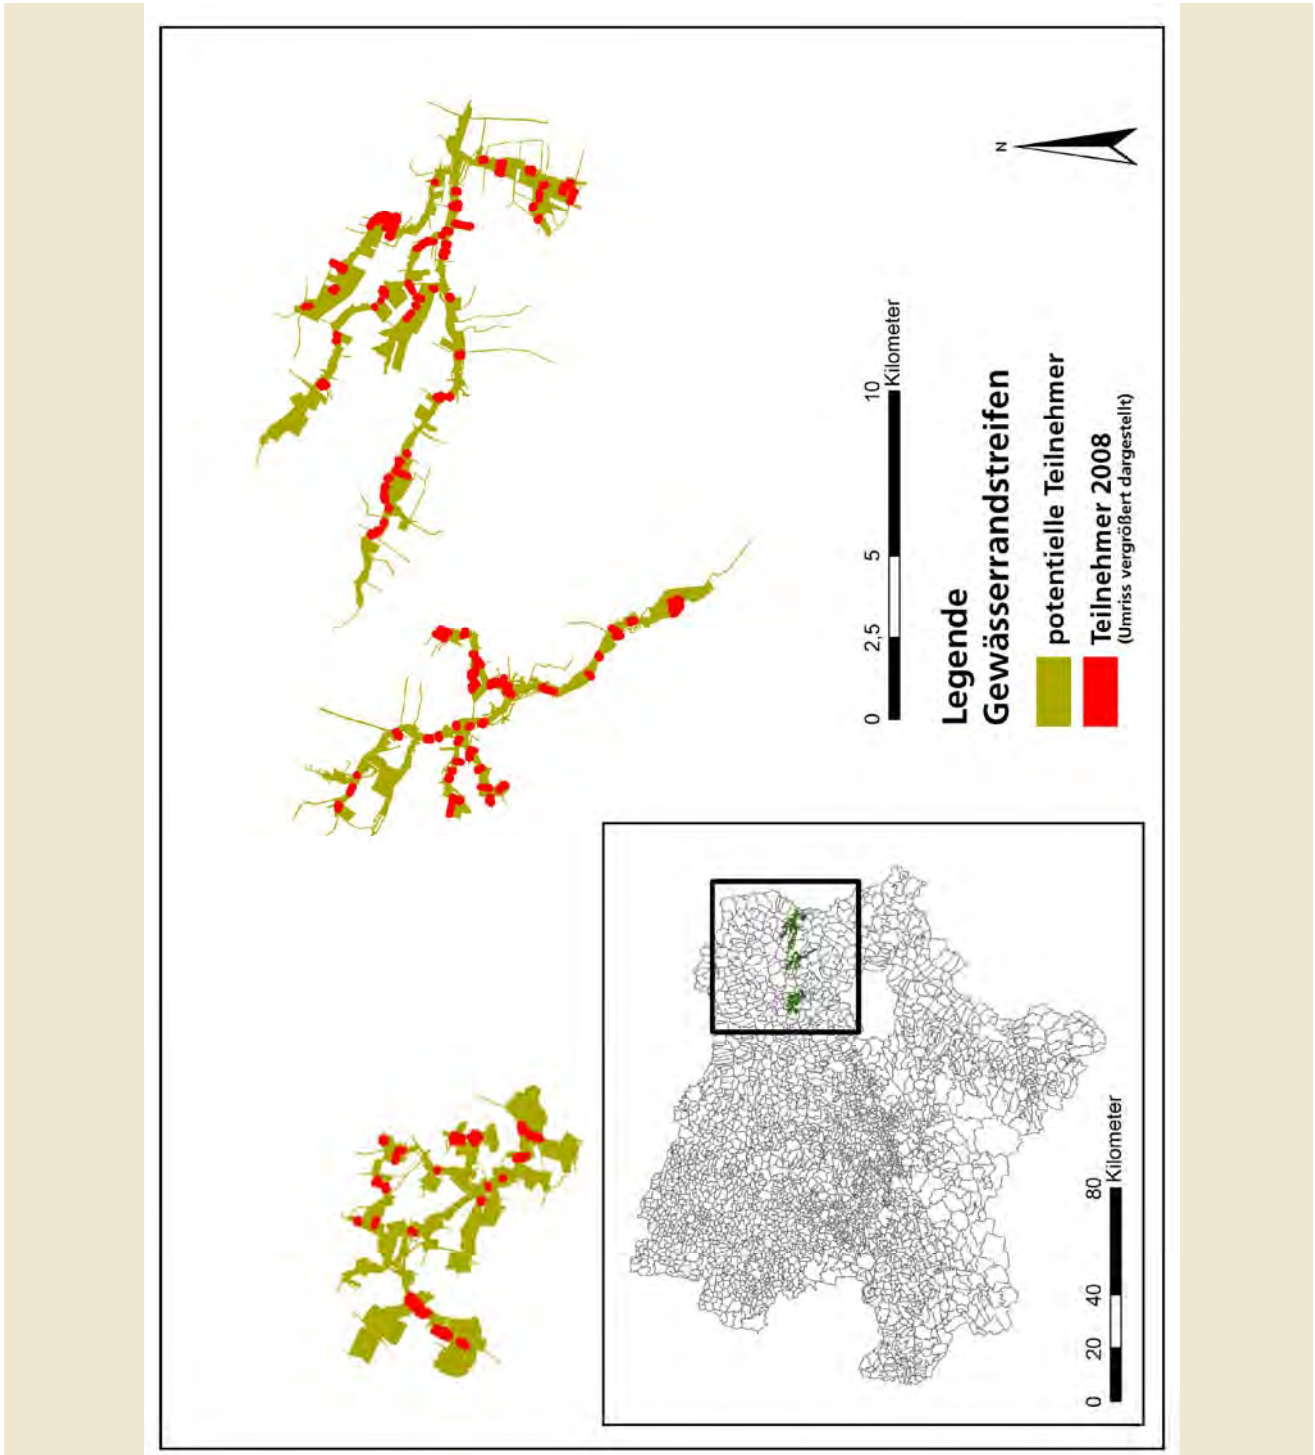 N
0
2,5
5
10
Kilometer
Legende
Gewässerrandstreifen
potentielle Teilnehmer
Teilnehmer 2008
(Umriss vergrößert dargestellt)
0
20
40
80
Kilometer